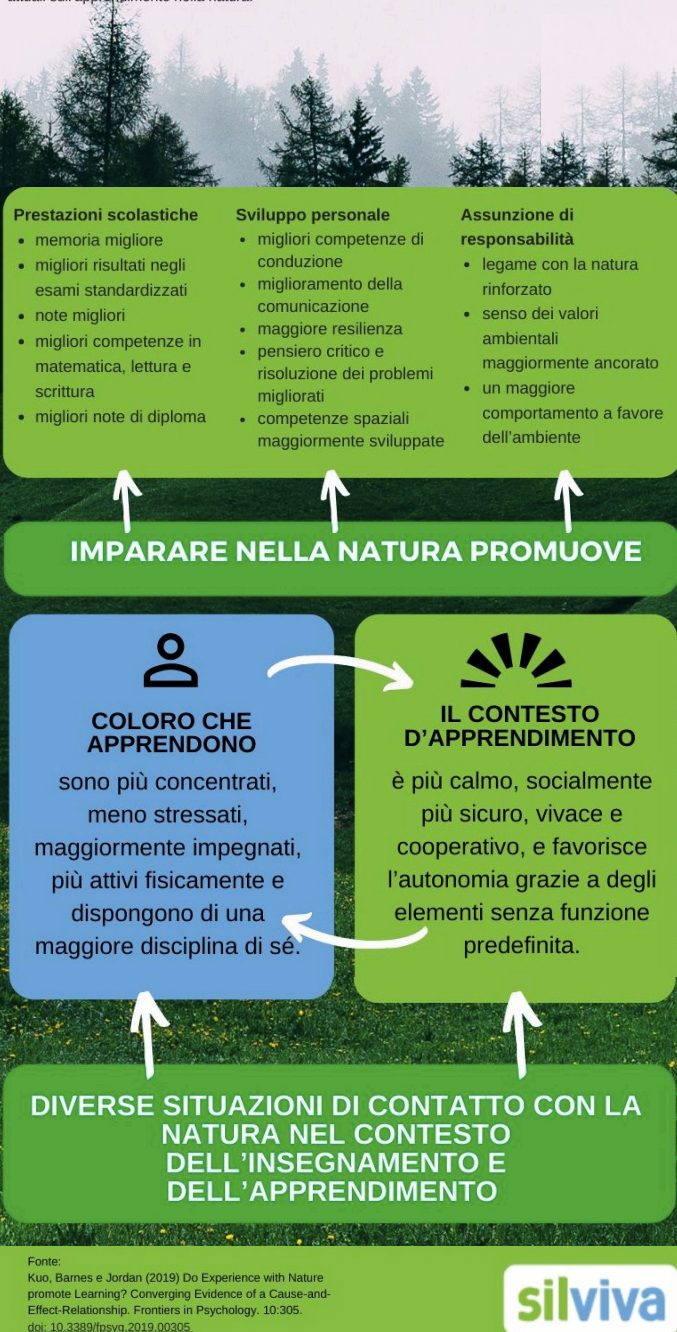 attuali sull'apprendimento nella natura.
Prestazioni scolastiche
• memoria migliore
• migliori risultati negli
esami standardizzati
• note migliori
• migliori competenze in
matematica, lettura e
scrittura
• migliori note di diploma
Sviluppo personale
• migliori competenze di
conduzione
• miglioramento della
comunicazione
• maggiore resilienza
• pensiero critico e
risoluzione dei problemi
migliorati
• competenze spaziali
maggiormente sviluppate
Assunzione di
responsabilità
• legame con la natura
rinforzato
• senso dei valori
ambientali
maggiormente ancorato
• un maggiore
comportamento a favore
dell'ambiente
IMPARARE NELLA NATURA PROMUOVE
COLORO CHE
APPRENDONO
sono più concentrati,
meno stressati,
maggiormente impegnati,
più attivi fisicamente e
dispongono di una
maggiore disciplina di sé.
IL CONTESTO
D'APPRENDIMENTO
è più calmo, socialmente
più sicuro, vivace e
cooperativo, e favorisce
l'autonomia grazie a degli
elementi senza funzione
predefinita.
DIVERSE SITUAZIONI DI CONTATTO CON LA
NATURA NEL CONTESTO
DELL'INSEGNAMENTO E
DELL'APPRENDIMENTO
Fonte:
Kuo, Barnes e Jordan (2019) Do Experience with Nature
promote Learning? Converging Evidence of a Cause-and-
Effect-Relationship. Frontiers in Psychology. 10:305.
doi: 10.3389/fpsyg.2019.00305
silviva